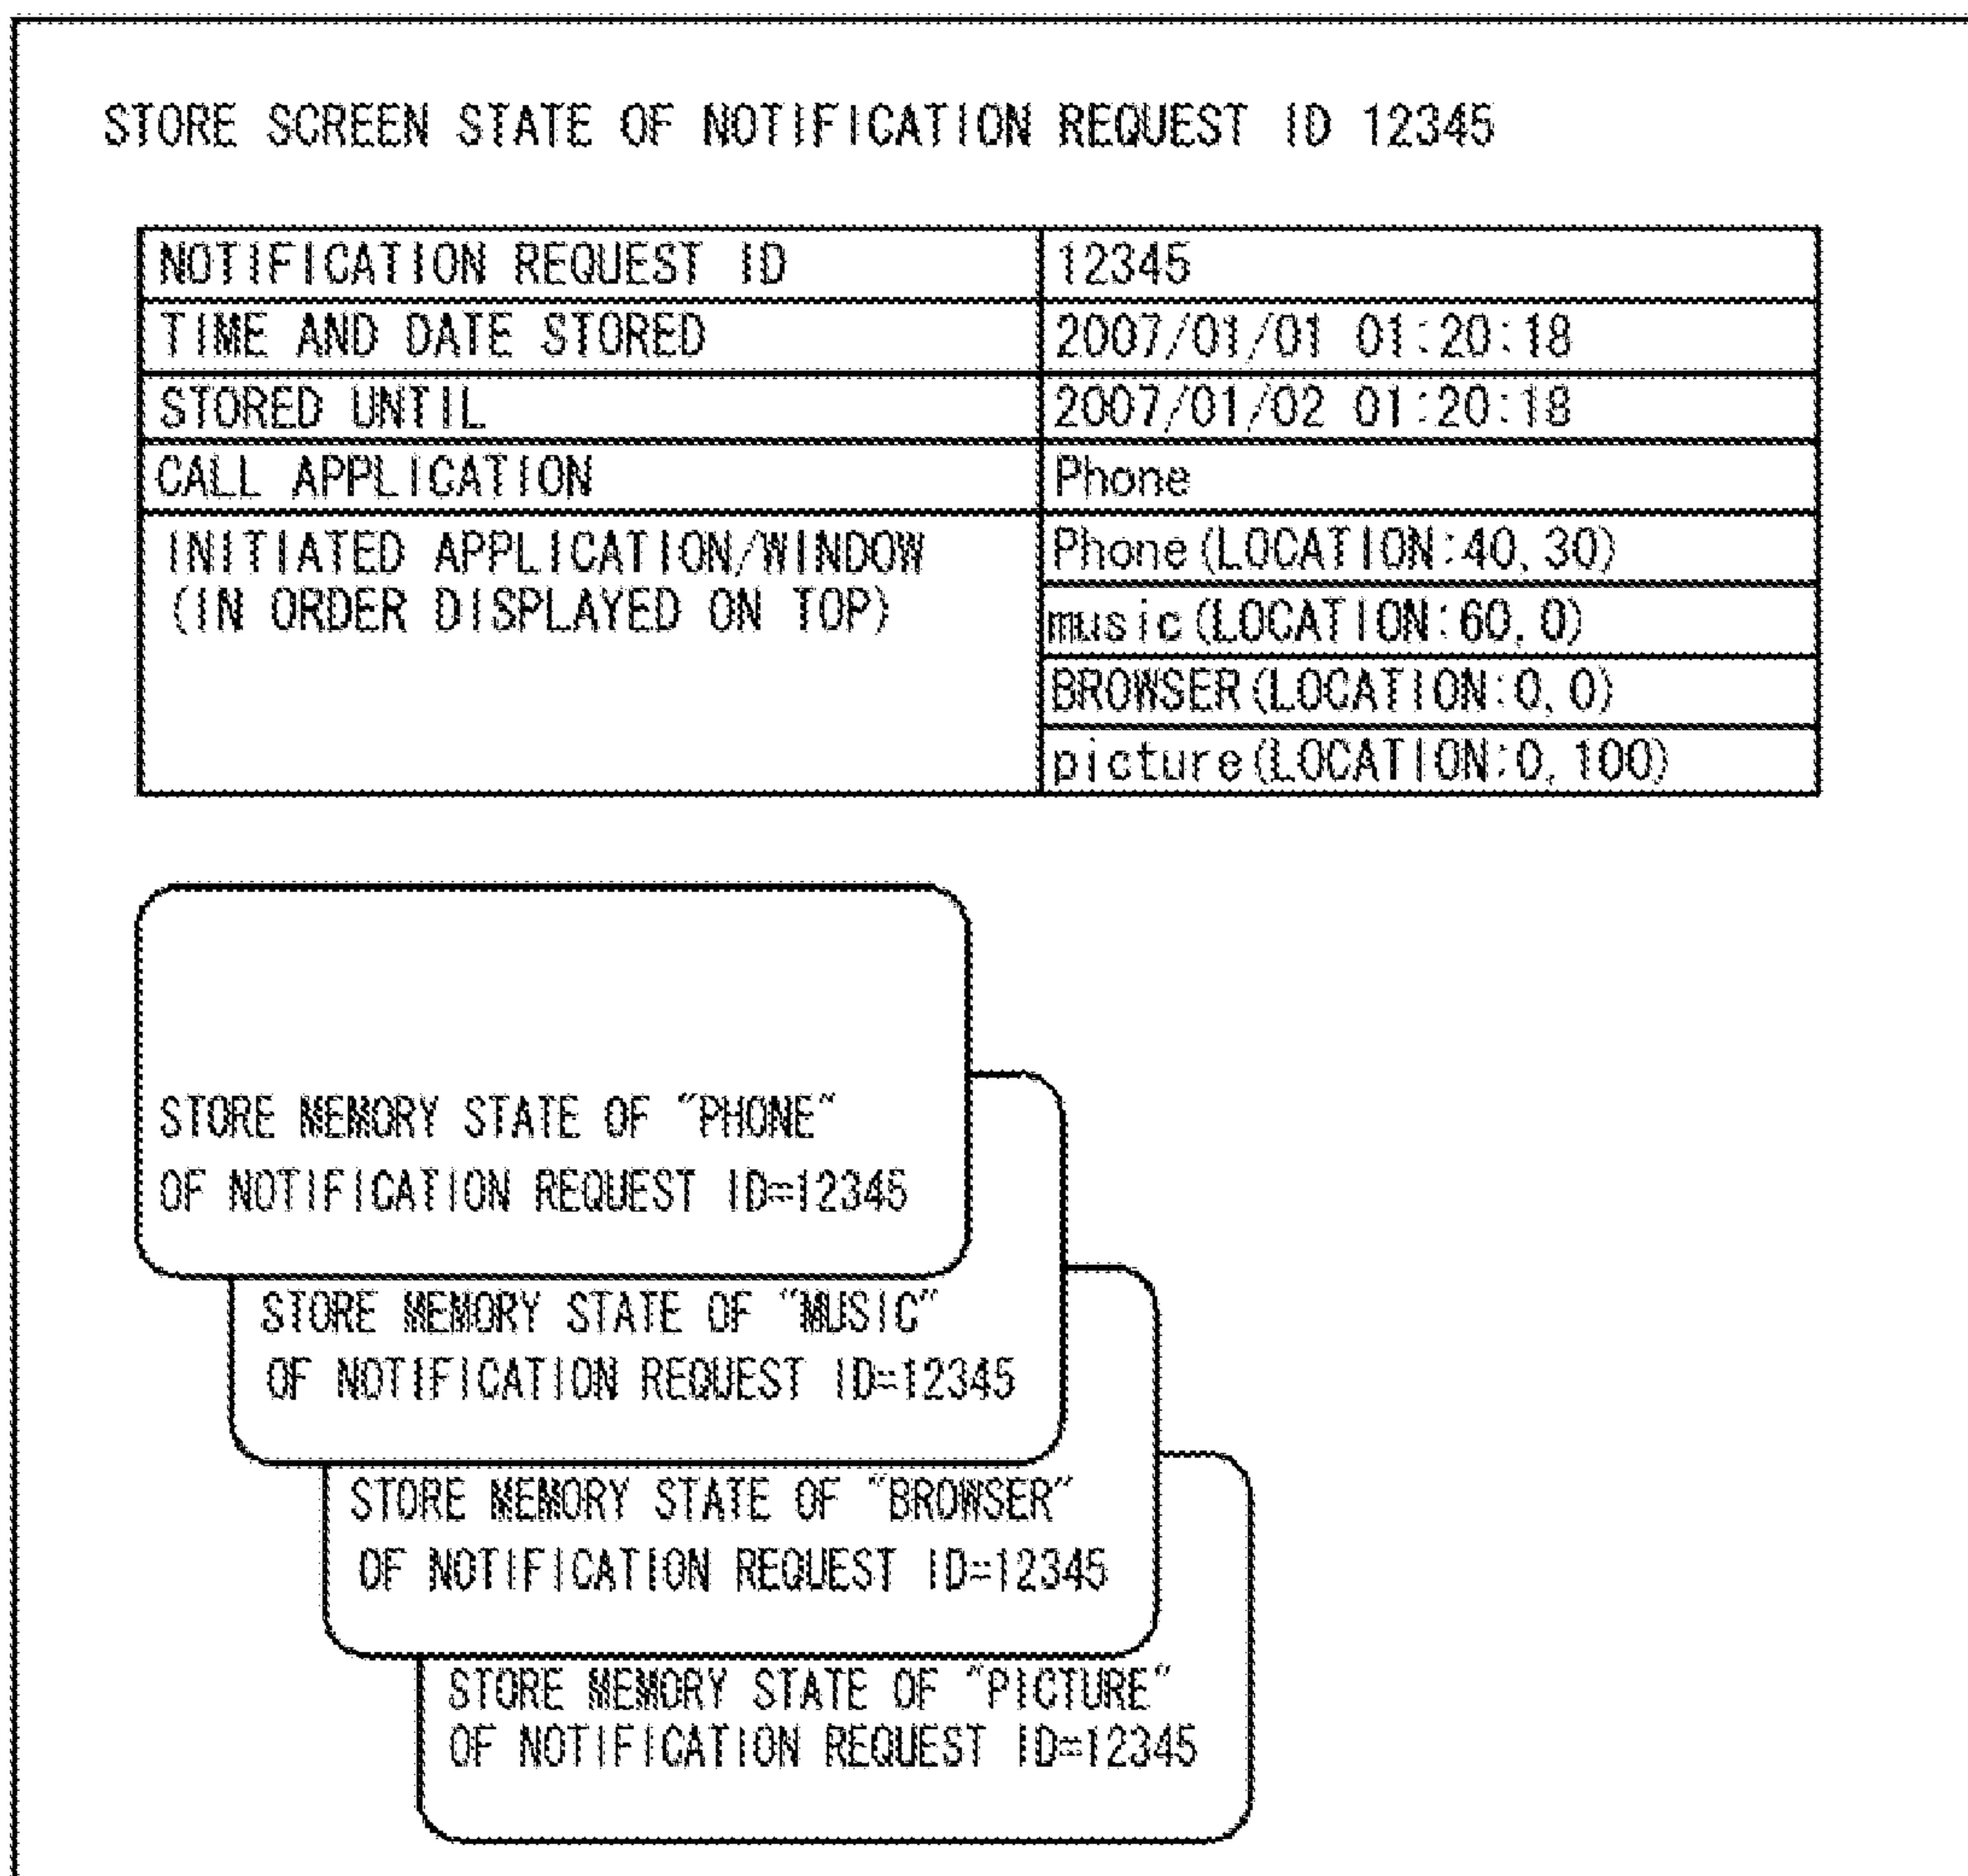 STORE SCREEN STATE OF NOTIFICATION REQUEST ID 12345
NOTIFICATION REQUEST ID 12345
TIME AND DATE STORED 2007/01/01 01:20:18
STORED UNTIL 2007/01/02 01:20:18
CALL APPLICATION Phone
INITIATED APPLICATION/WINDOW Phone(LOCATION:40,30)
(IN ORDER DISPLAYED ON TOP) music(LOCATION:60,0)
BROWSER(LOCATION:0,0)
picture(LOCATION:0,100)
STORE MEMORY STATE OF "PHONE"
OF NOTIFICATION REQUEST ID=12345
STORE MEMORY STATE OF "MUSIC"
OF NOTIFICATION REQUEST ID=12345
STORE MEMORY STATE OF "BROWSER"
OF NOTIFICATION REQUEST ID=12345
STORE MEMORY STATE OF "PICTURE"
OF NOTIFICATION REQUEST ID=12345